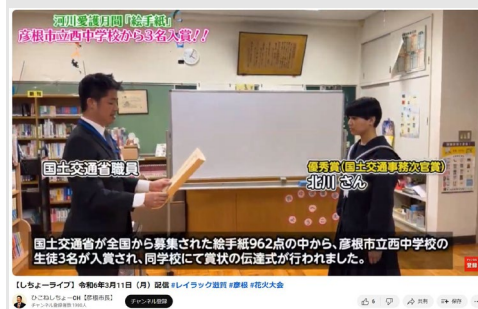 河川愛護月間「絵手紙」
彦根市立西中学校から3名入賞!!
国土交通省職員
優秀賞(国土交通事務次官賞)
北川 さん
国土交通省が全国から募集された絵手紙962点の中から、彦根市立西中学校の
生徒3名が入賞され、同学校にて賞状の伝達式が行われました。
【しちょーライブ】令和6年3月11日（月）配信 #レイラック滋賀 #彦根 #花火大会
ひこねしちょーCH【彦根市長】
チャンネル登録
6
共有
保存